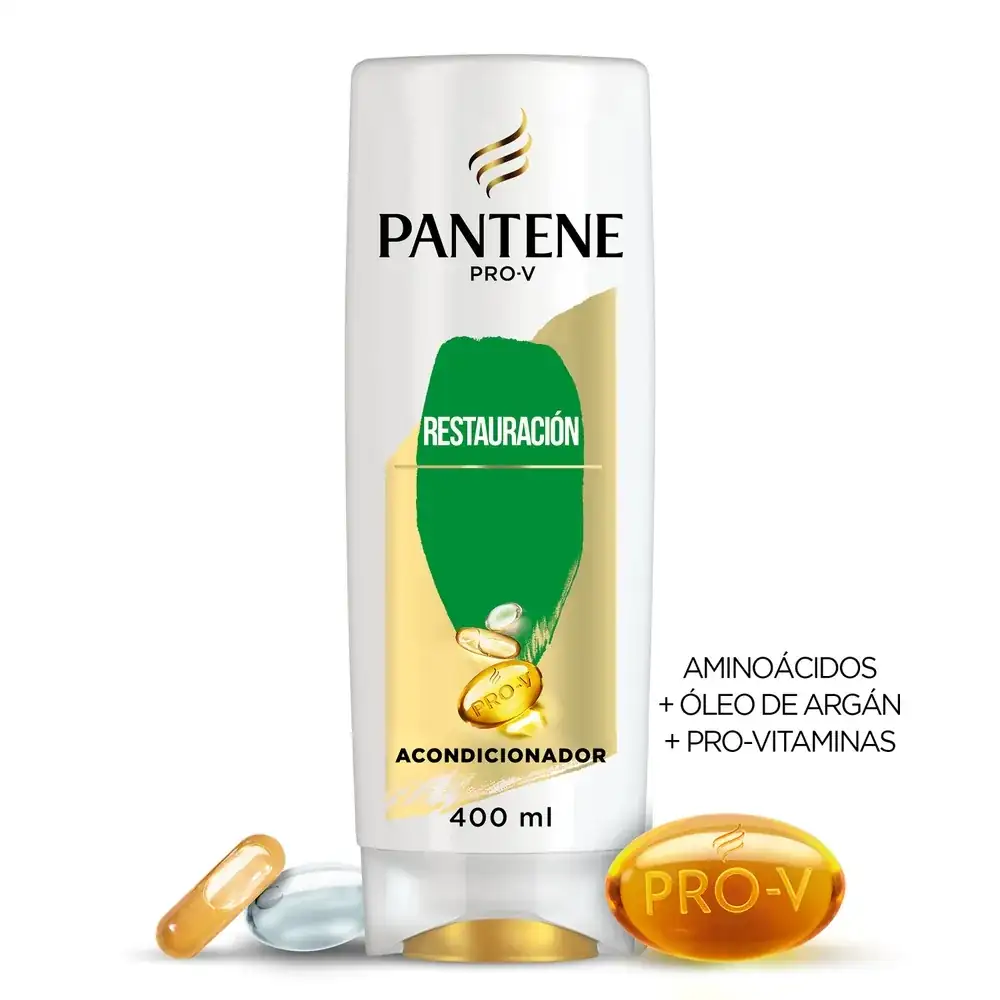 PANTENE
PRO-V
RESTAURACIÓN
PRO-V
ACONDICIONADOR
400 ml
AMINOÁCIDOS
+ ÓLEO DE ARGÁN
+ PRO-VITAMINAS
PRO-V